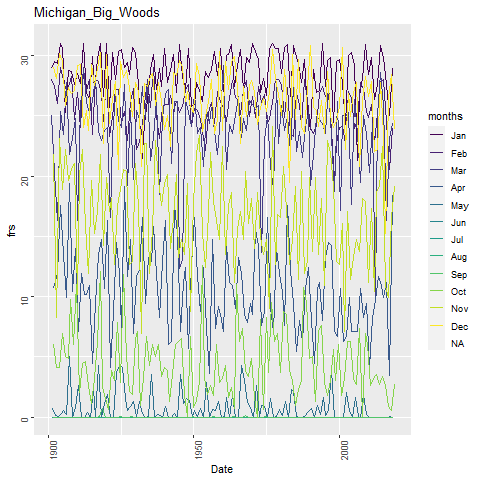 Michigan_Big_Woods
30
20
10
0
frs
1900
1950
2000
Date
months
Jan
Feb
Mar
Apr
May
Jun
Jul
Aug
Sep
Oct
Nov
Dec
NA